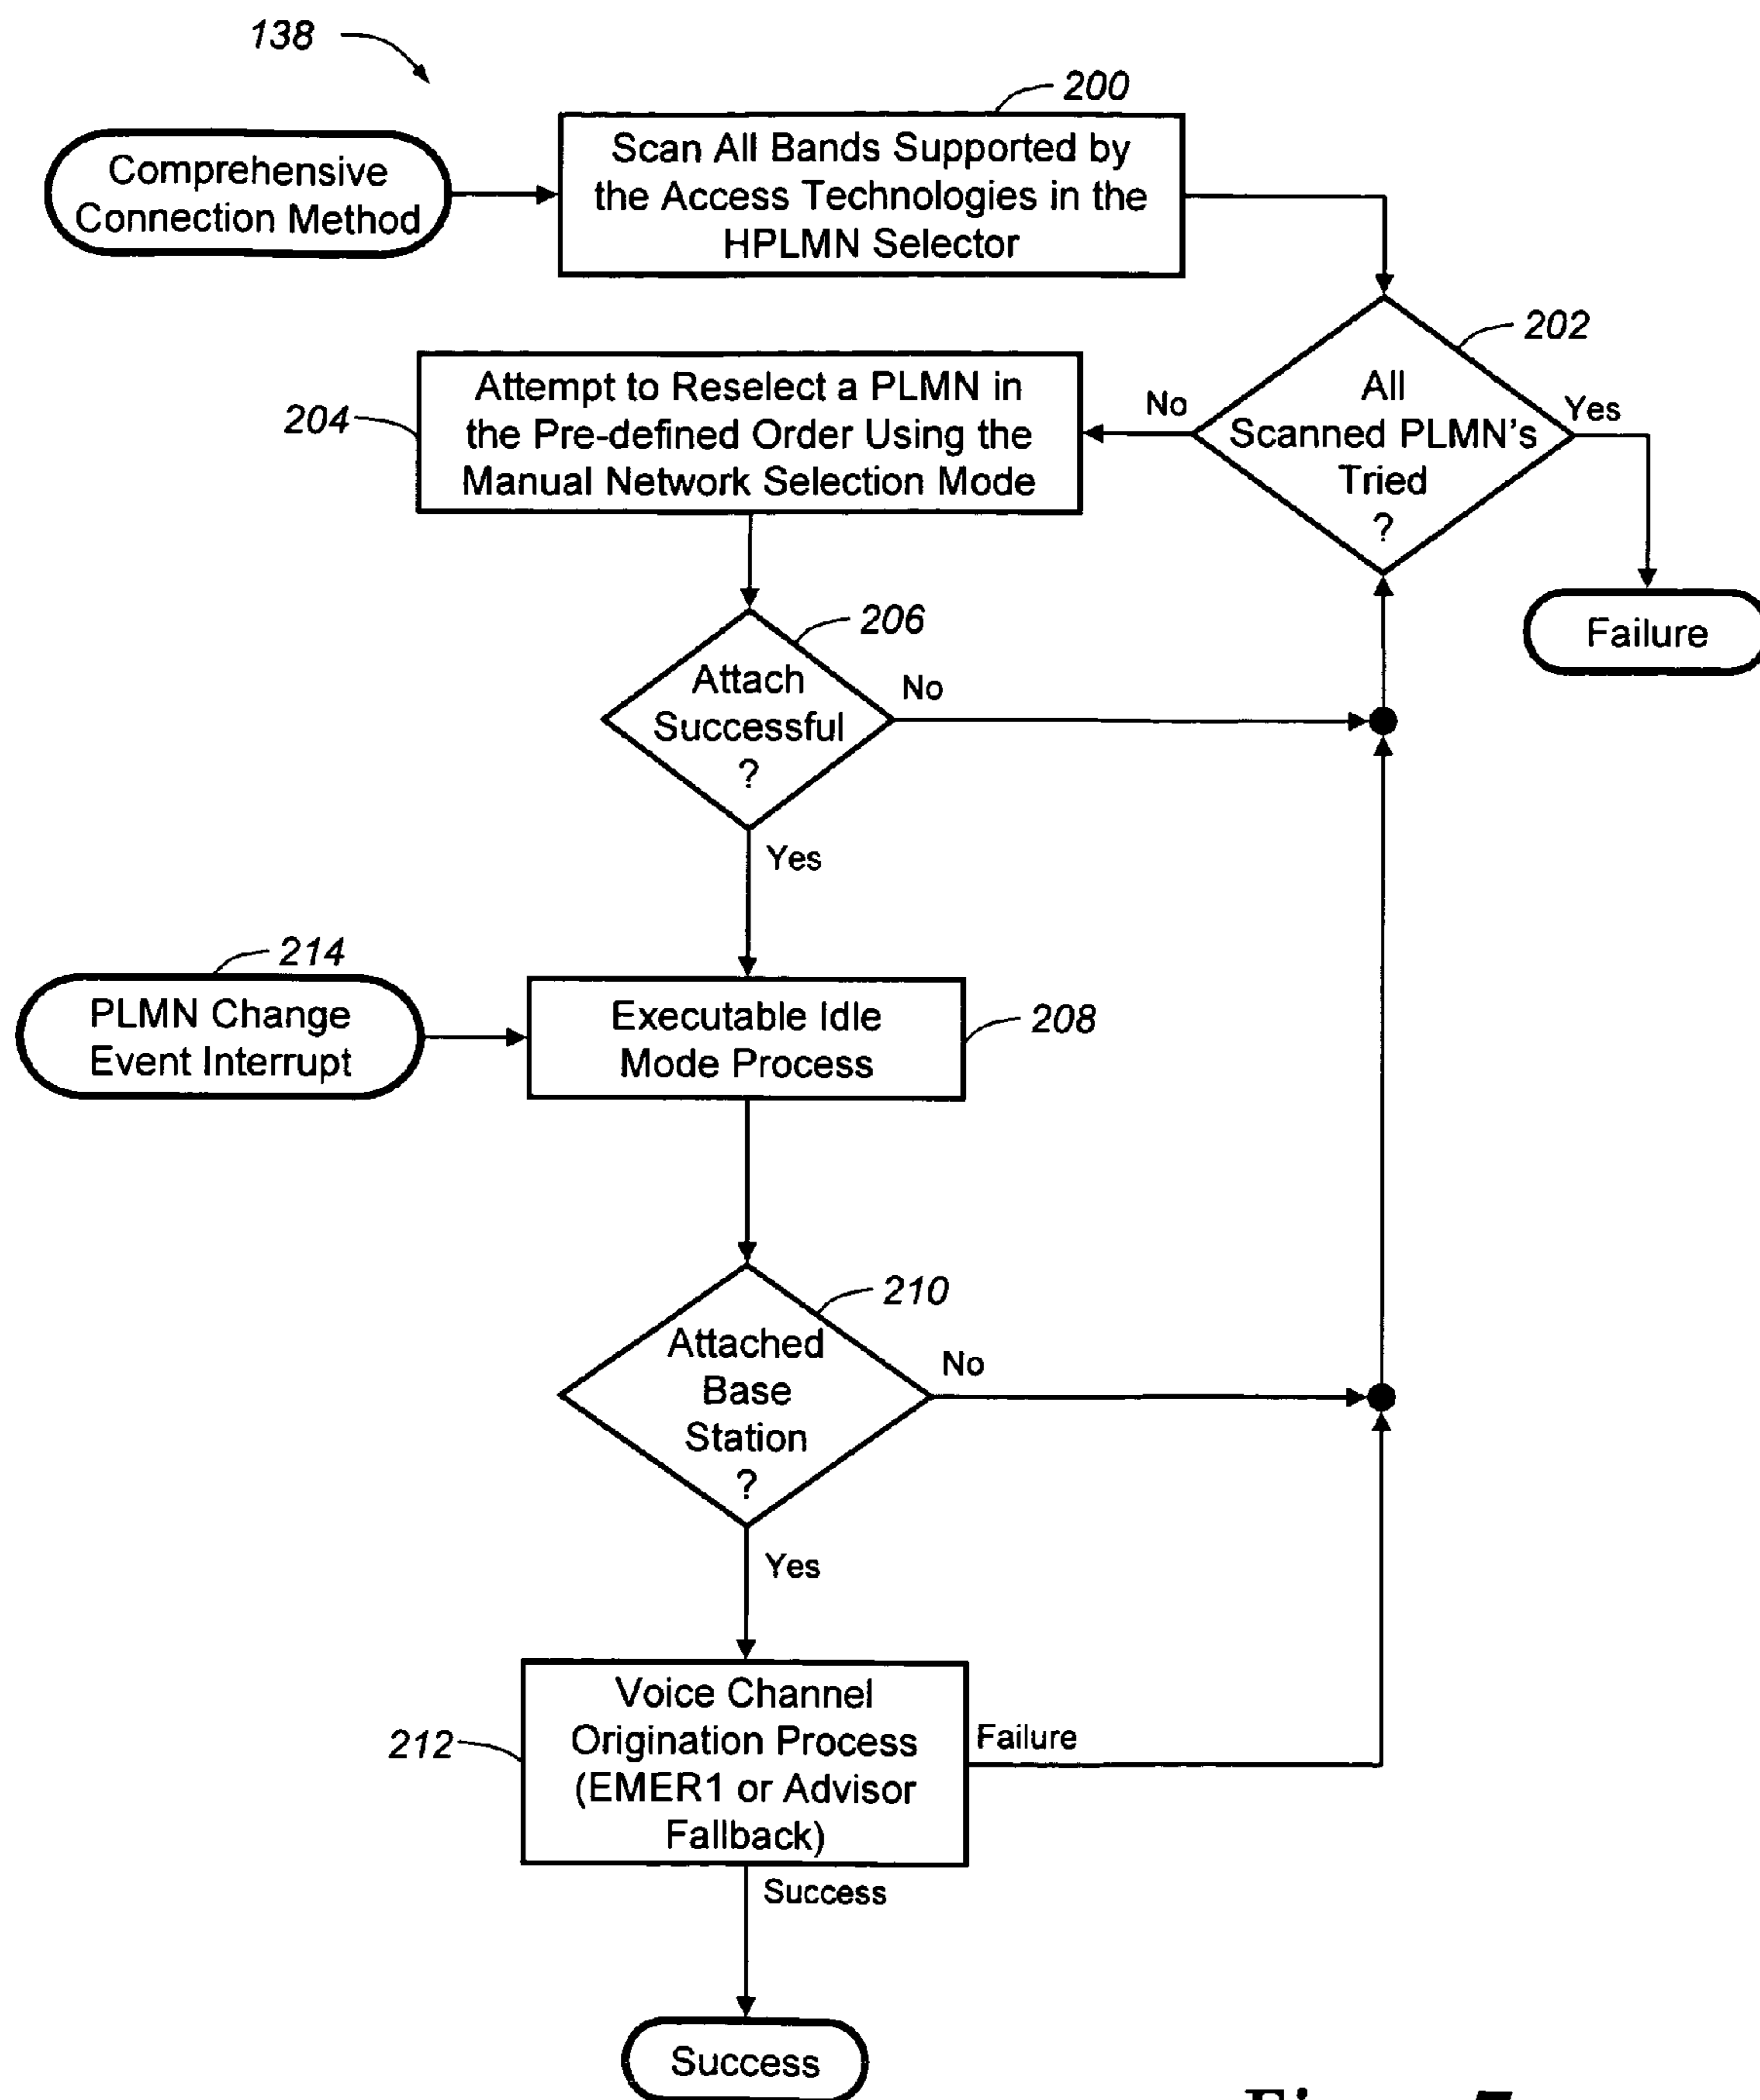 138
Comprehensive
Connection Method
200
Scan All Bands Supported by
the Access Technologies in the
HPLMN Selector
202
All
Scanned PLMN's
Tried
?
No
Yes
204
Attempt to Reselect a PLMN in
the Pre-defined Order Using the
Manual Network Selection Mode
Failure
206
Attach
Successful
?
No
Yes
214
PLMN Change
Event Interrupt
Executable Idle
Mode Process
208
210
Attached
Base
Station
?
No
Yes
212
Voice Channel
Origination Process
(EMER1 or Advisor
Fallback)
Failure
Success
Success